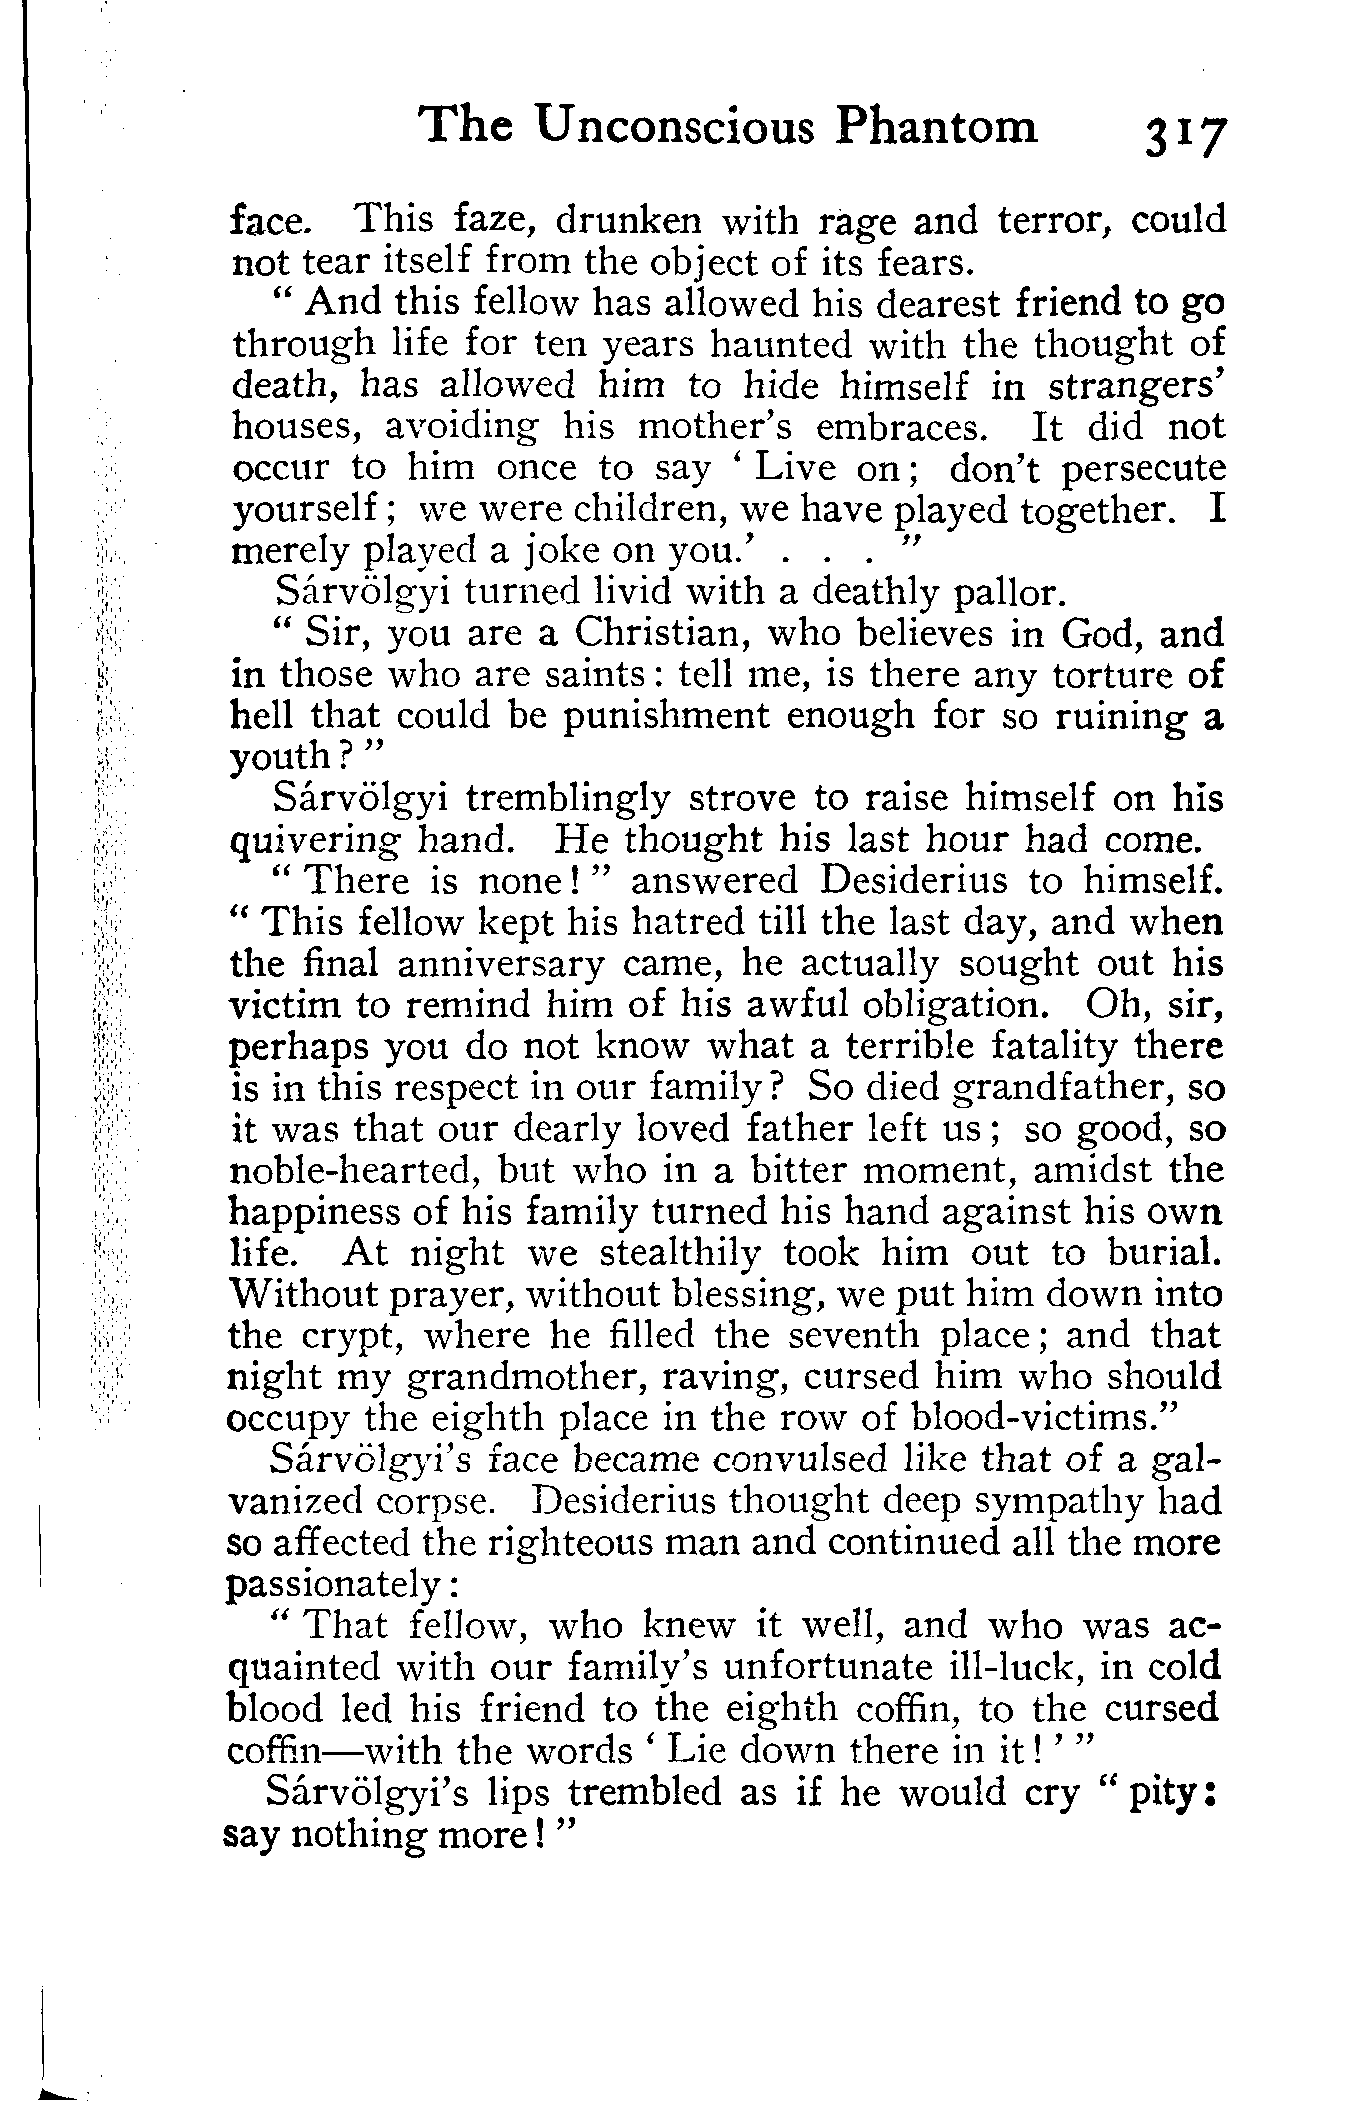 The Unconscious Phantom 317
face. This faze, drunken with rage and terror, could
not tear itself from the object of its fears.
" And this fellow has allowed his dearest friend to go
through life for ten years haunted with the thought of
death, has allowed him to hide himself in strangers'
houses, avoiding his mother's embraces. It did not
occur to him once to say ' Live on ; don't persecute
yourself ; we were children, we have played together. I
merely played a joke on you.' . . . "
Sárvölgyi turned livid with a deathly pallor.
" Sir, you are a Christian, who believes in God, and
in those who are saints : tell me, is there any torture of
hell that could be punishment enough for so ruining a
youth ? "
Sárvölgyi tremblingly strove to raise himself on his
quivering hand. He thought his last hour had come.
" There is none ! " answered Desiderius to himself.
" This fellow kept his hatred till the last day, and when
the final anniversary came, he actually sought out his
victim to remind him of his awful obligation. Oh, sir,
perhaps you do not know what a terrible fatality there
is in this respect in our family ? So died grandfather, so
it was that our dearly loved father left us ; so good, so
noble-hearted, but who in a bitter moment, amidst the
happiness of his family turned his hand against his own
life. At night we stealthily took him out to burial.
Without prayer, without blessing, we put him down into
the crypt, where he filled the seventh place ; and that
night my grandmother, raving, cursed him who should
occupy the eighth place in the row of blood-victims."
Sárvölgyi's face became convulsed like that of a gal-
vanized corpse. Desiderius thought deep sympathy had
so affected the righteous man and continued all the more
passionately :
" That fellow, who knew it well, and who was ac-
quainted with our family's unfortunate ill-luck, in cold
blood led his friend to the eighth coffin, to the cursed
coffin—with the words ' Lie down there in it ! ' "
Sárvölgyi's lips trembled as if he would cry " pity :
say nothing more ! "